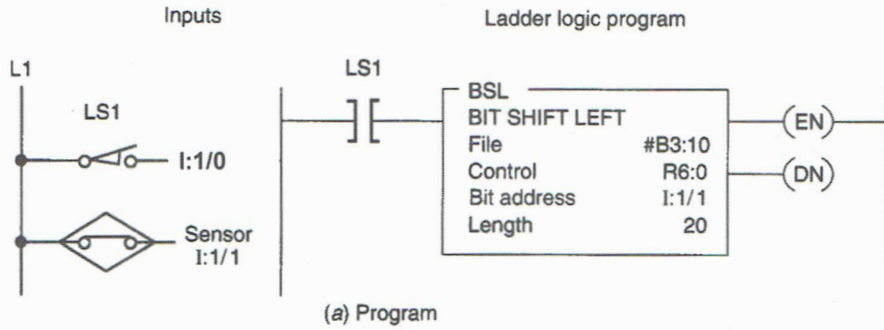 Inputs
Ladder logic program
L1
LS1
I:1/0
Sensor
I:1/1
LS1
BSL
BIT SHIFT LEFT
File #B3:10
Control R6:0
Bit address I:1/1
Length 20
EN
DN
(a) Program